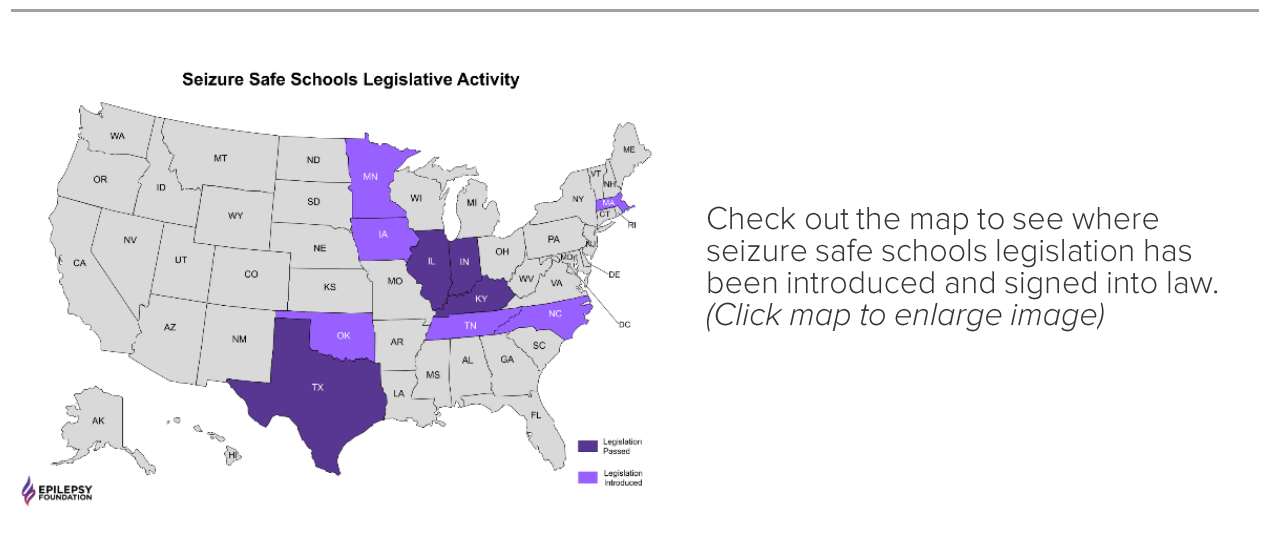 Seizure Safe Schools Legislative Activity
WA
MT
ND
MN
ME
OR
ID
SD
WI
MI
VT
NH
NY
MA
CT
RI
WY
NV
NE
IA
PA
NJ
CA
UT
CO
KS
MO
IL
IN
OH
WV
MD
VA
DE
DC
KY
AZ
NM
OK
AR
TN
NC
SC
TX
LA
MS
AL
GA
FL
AK
HI
Legislation
Passed
Legislation
Introduced
EPILEPSY
FOUNDATION
Check out the map to see where
seizure safe schools legislation has
been introduced and signed into law.
(Click map to enlarge image)